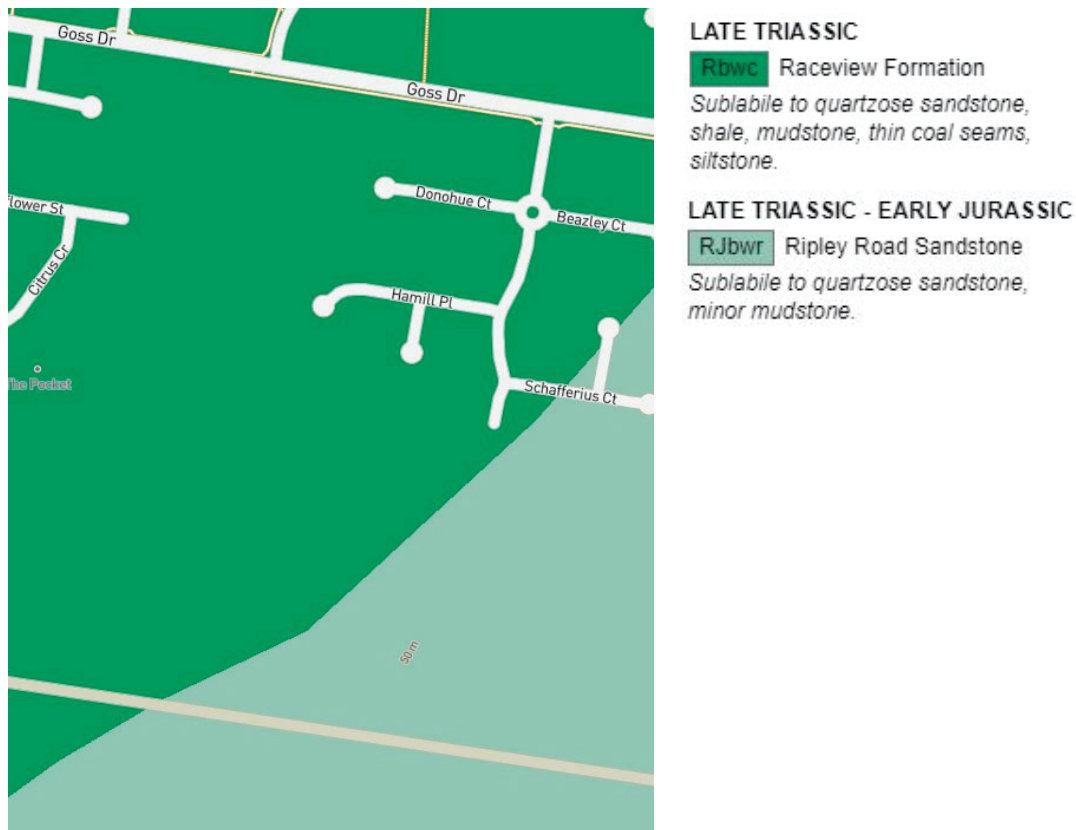 Goss Dr
Goss Dr
Donohue Ct
Beazley Ct
flower St
Citrus Cr
Hamill Pl
The Pocket
Schafferius Ct
50 m
LATE TRIASSIC
Rbwc Raceview Formation
Sublabile to quartzose sandstone,
shale, mudstone, thin coal seams,
siltstone.
LATE TRIASSIC - EARLY JURASSIC
RJbwr Ripley Road Sandstone
Sublabile to quartzose sandstone,
minor mudstone.